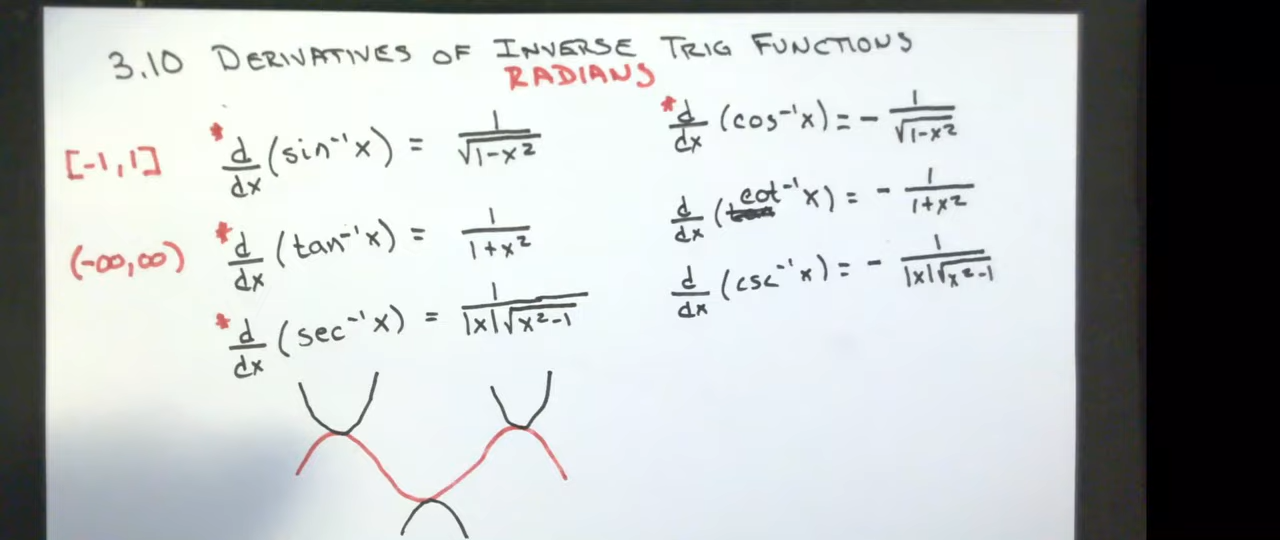 3.10 DERIVATIVES OF INVERSE TRIG FUNCTIONS
RADIANS
[-1,1] * d/dx (sin⁻¹x) = 1/√(1-x²)
* d/dx (cos⁻¹x) = - 1/√(1-x²)
(-∞,∞) * d/dx (tan⁻¹x) = 1/(1+x²)
d/dx (cot⁻¹x) = - 1/(1+x²)
* d/dx (sec⁻¹x) = 1/(|x|√(x²-1))
d/dx (csc⁻¹x) = - 1/(|x|√(x²-1))